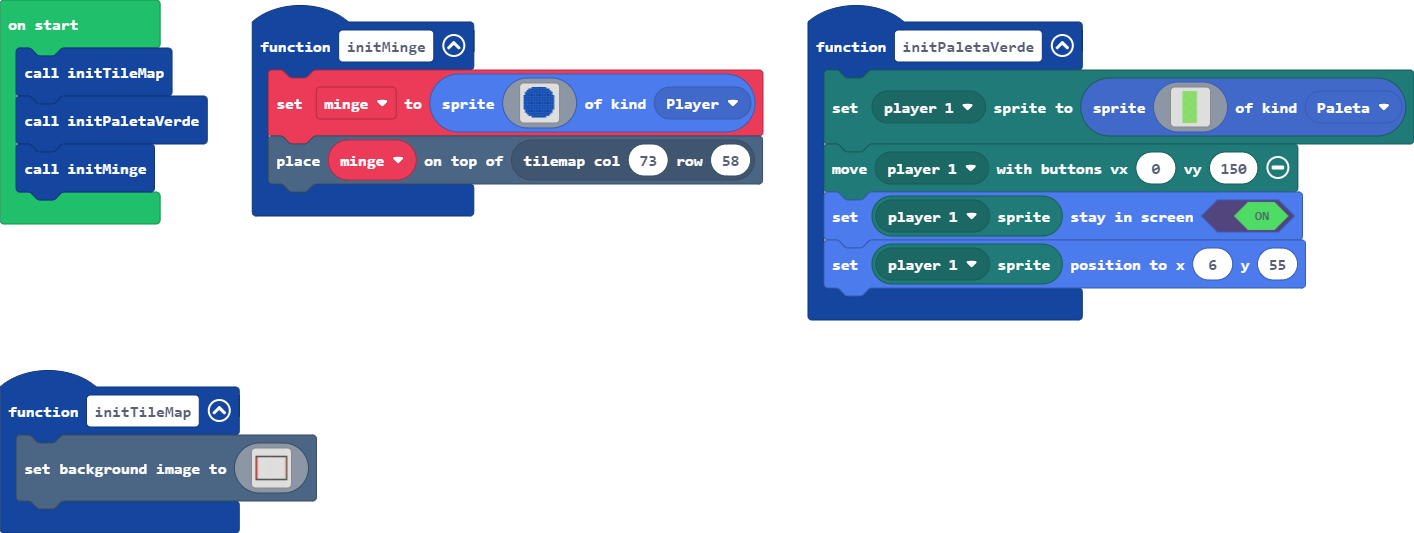 on start
call initTileMap
call initPaletaVerde
call initMinge
function initMinge
set minge to sprite of kind Player
place minge on top of tilemap col 73 row 58
function initPaletaVerde
set player 1 sprite to sprite of kind Paleta
move player 1 with buttons vx 0 vy 150
set player 1 sprite stay in screen ON
set player 1 sprite position to x 6 y 55
function initTileMap
set background image to